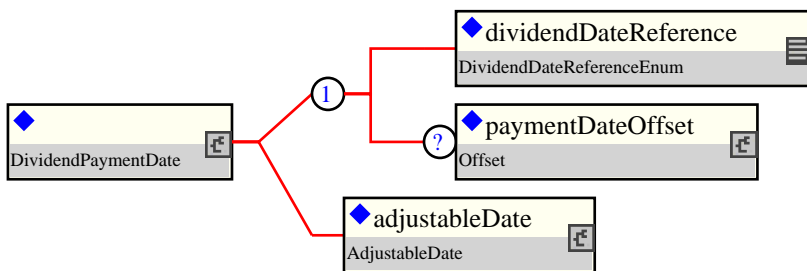 dividendDateReference
DividendDateReferenceEnum
1
DividendPaymentDate
?
paymentDateOffset
Offset
adjustableDate
AdjustableDate